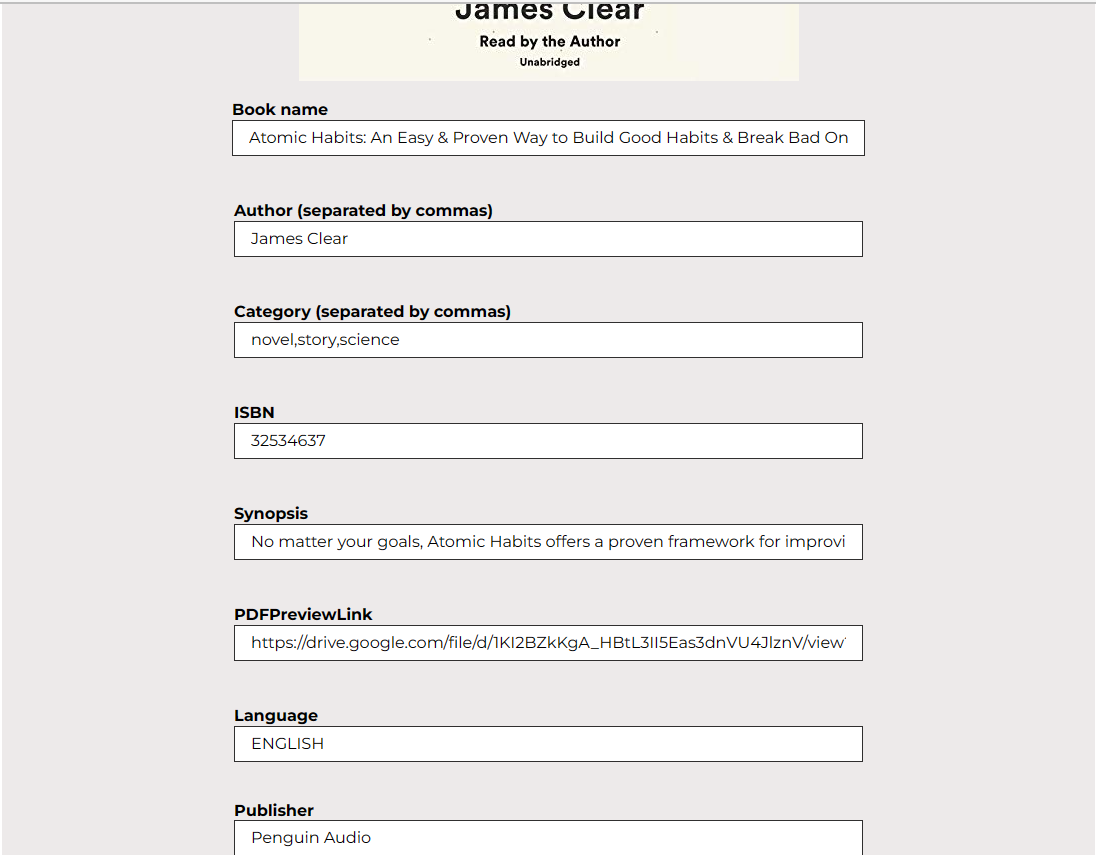 James Clear
Read by the Author
Unabridged
Book name
Atomic Habits: An Easy & Proven Way to Build Good Habits & Break Bad On
Author (separated by commas)
James Clear
Category (separated by commas)
novel,story,science
ISBN
32534637
Synopsis
No matter your goals, Atomic Habits offers a proven framework for improvi
PDFPreviewLink
https://drive.google.com/file/d/1KI2BZkKgA_HBtL3II5Eas3dnVU4JlznV/view
Language
ENGLISH
Publisher
Penguin Audio